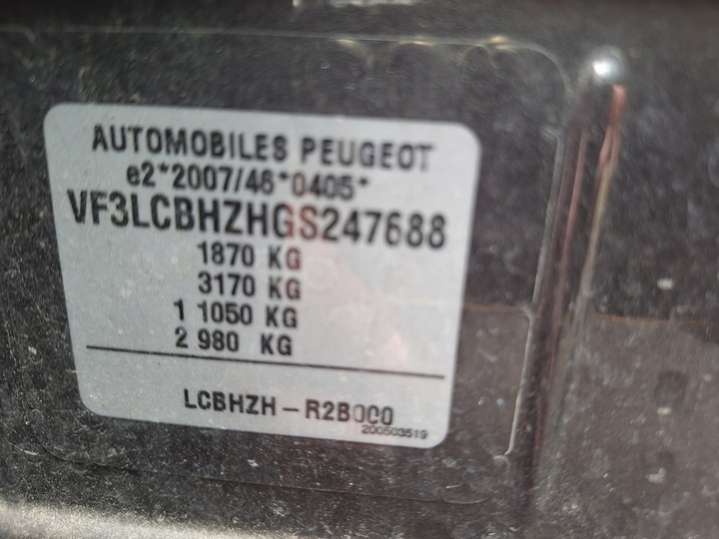 AUTOMOBILES PEUGEOT
e2*2007/46*0405*
VF3LCBHZHGS247688
1870 KG
3170 KG
1 1050 KG
2 980 KG
LCBHZH-R2B000
200503519